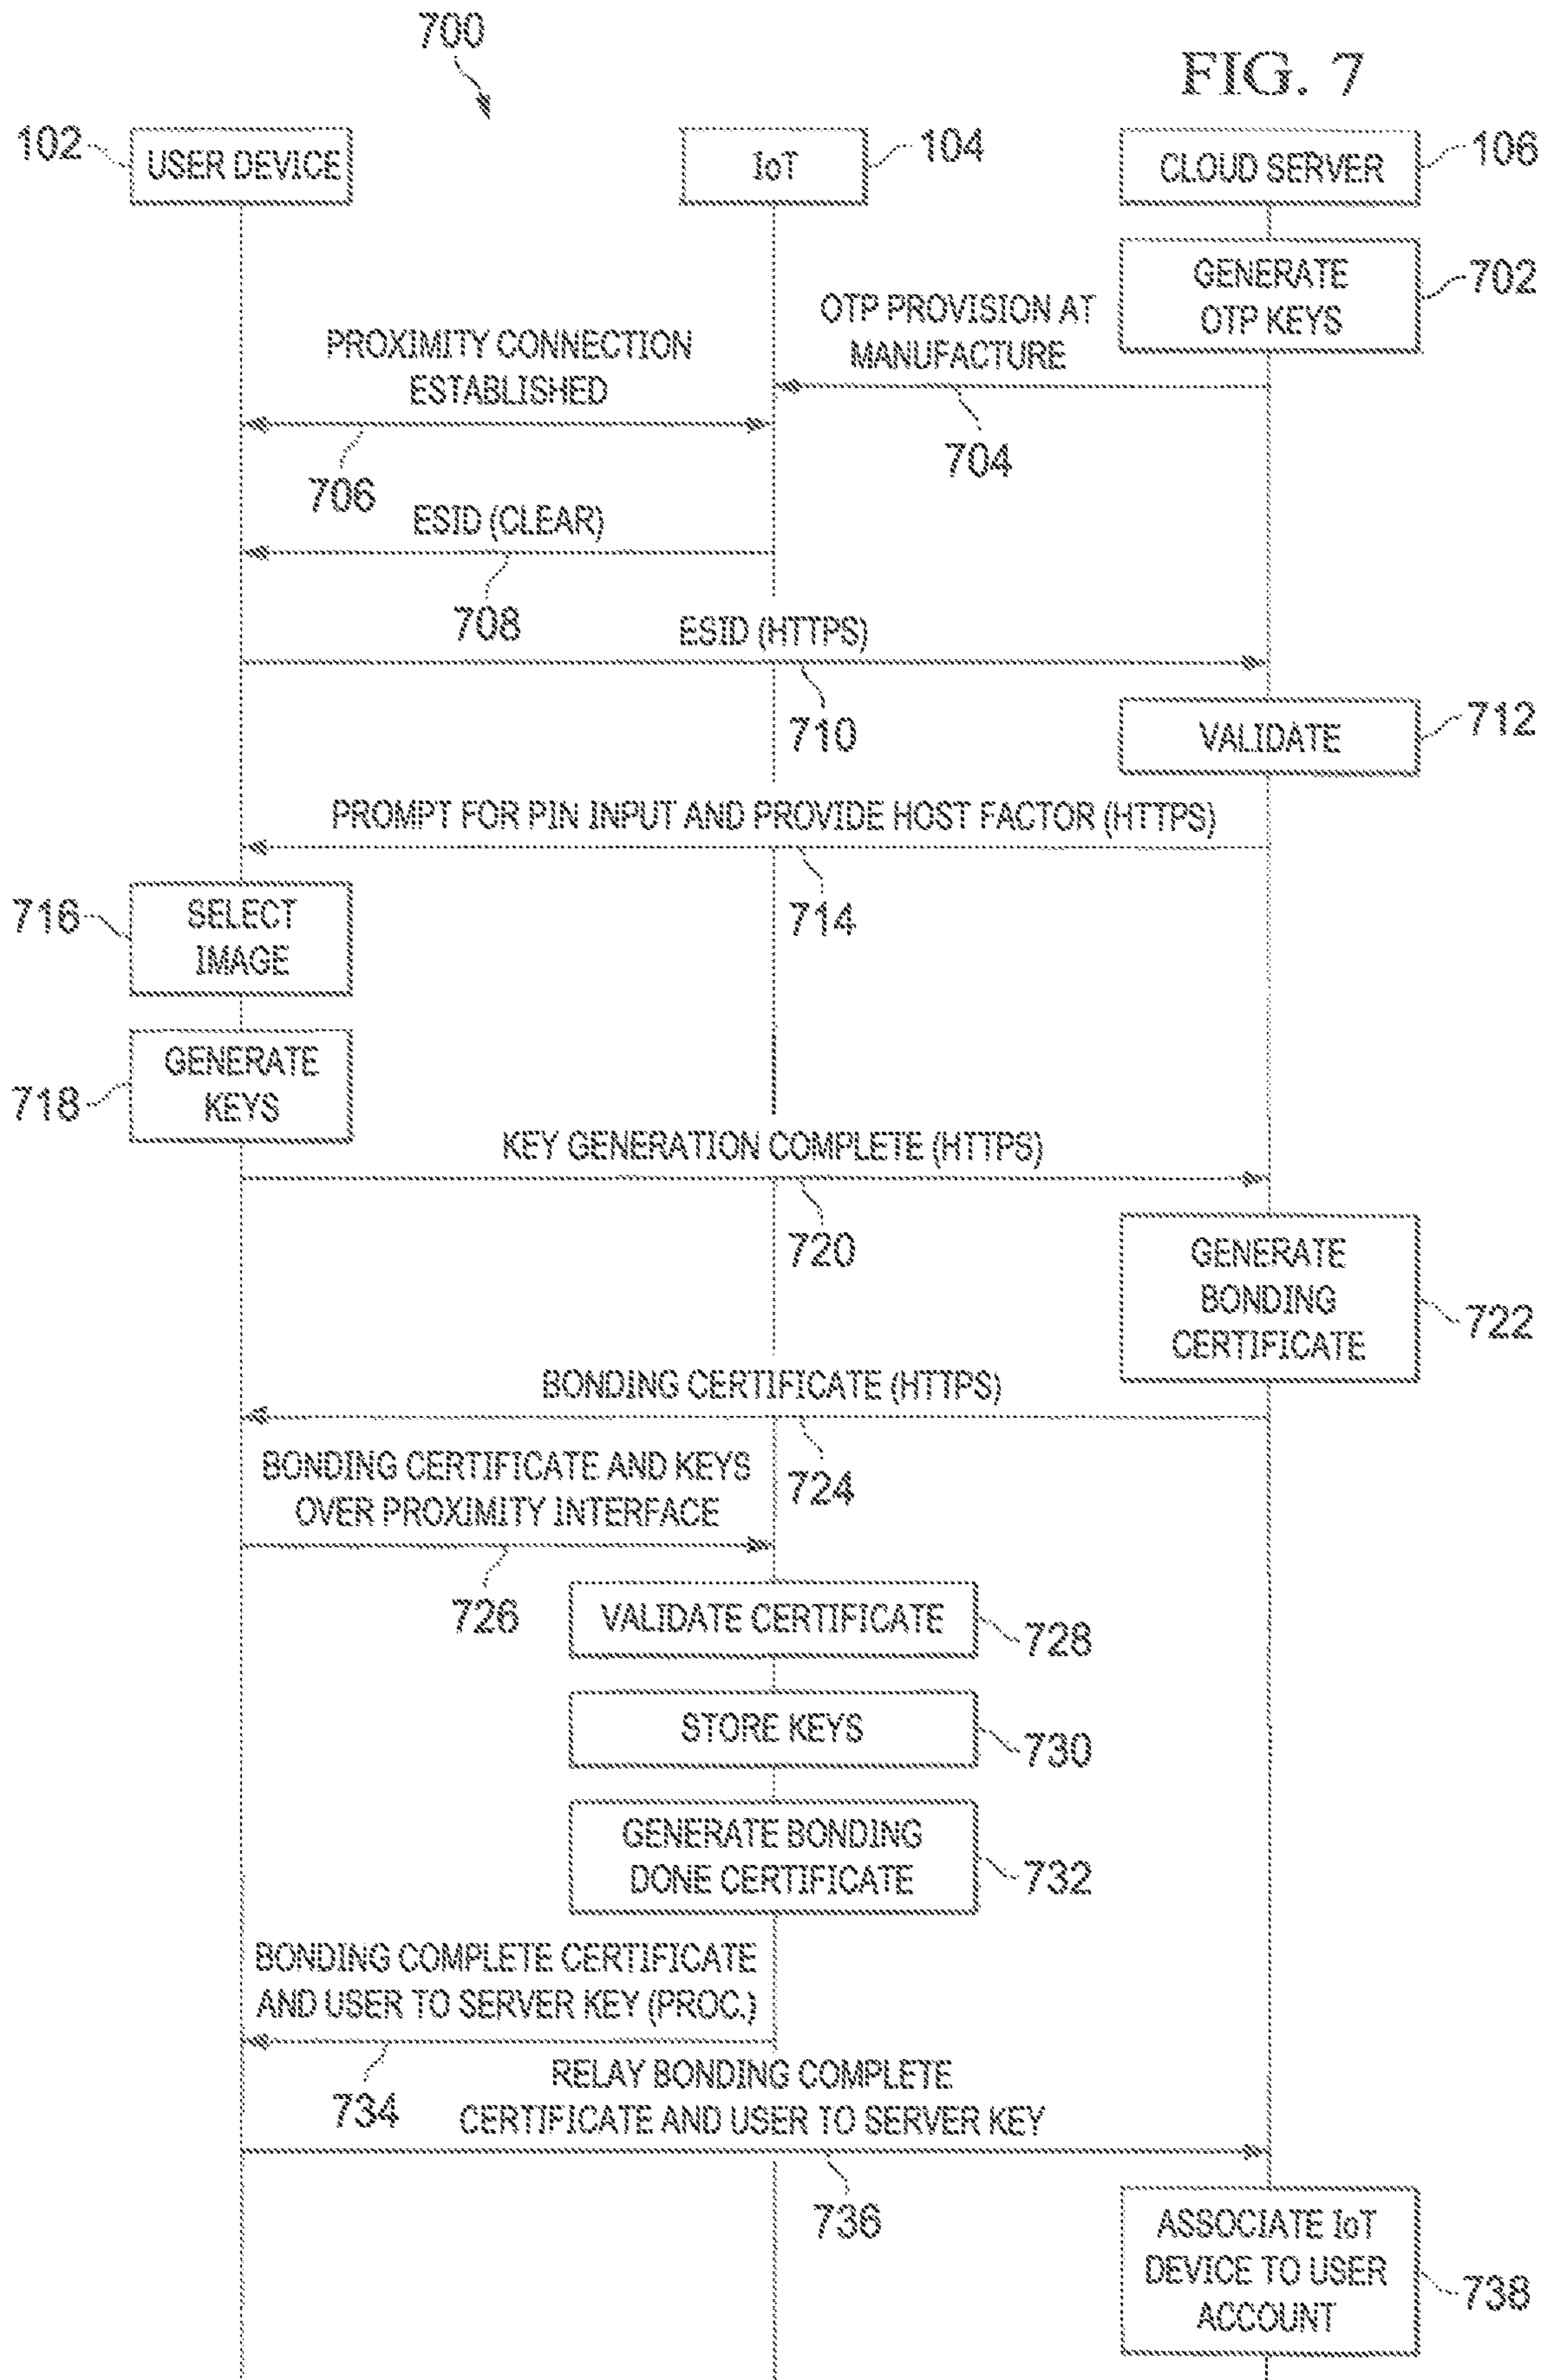 700
FIG. 7
102
USER DEVICE
IoT
104
CLOUD SERVER
106
GENERATE
OTP KEYS
702
OTP PROVISION AT
MANUFACTURE
704
PROXIMITY CONNECTION
ESTABLISHED
706
ESID (CLEAR)
708
ESID (HTTPS)
710
VALIDATE
712
PROMPT FOR PIN INPUT AND PROVIDE HOST FACTOR (HTTPS)
714
716
SELECT
IMAGE
718
GENERATE
KEYS
KEY GENERATION COMPLETE (HTTPS)
720
GENERATE
BONDING
CERTIFICATE
722
BONDING CERTIFICATE (HTTPS)
724
BONDING CERTIFICATE AND KEYS
OVER PROXIMITY INTERFACE
726
VALIDATE CERTIFICATE
728
STORE KEYS
730
GENERATE BONDING
DONE CERTIFICATE
732
BONDING COMPLETE CERTIFICATE
AND USER TO SERVER KEY (PROC.)
734
RELAY BONDING COMPLETE
CERTIFICATE AND USER TO SERVER KEY
736
ASSOCIATE IoT
DEVICE TO USER
ACCOUNT
738